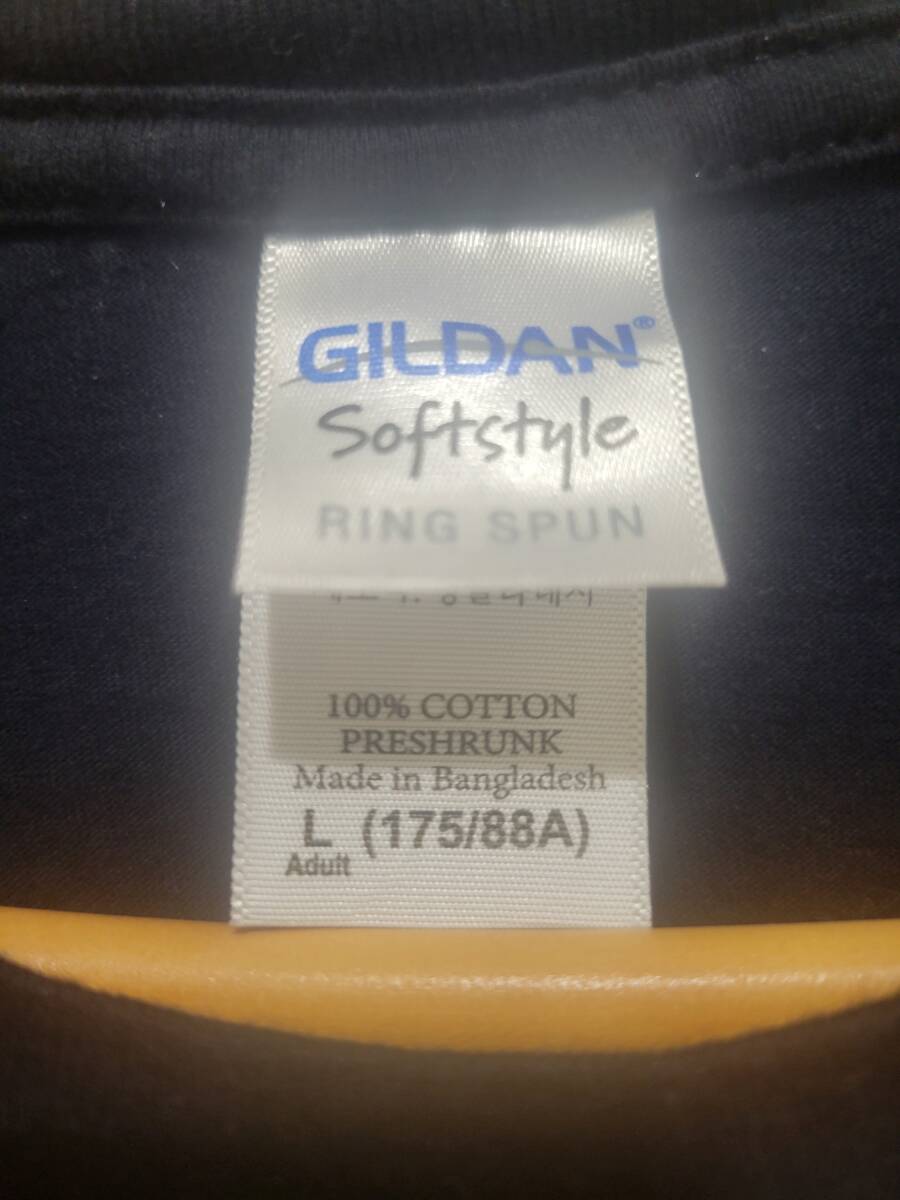 GILDAN®
Softstyle
RING SPUN
100% COTTON
PRESHRUNK
Made in Bangladesh
L (175/88A)
Adult